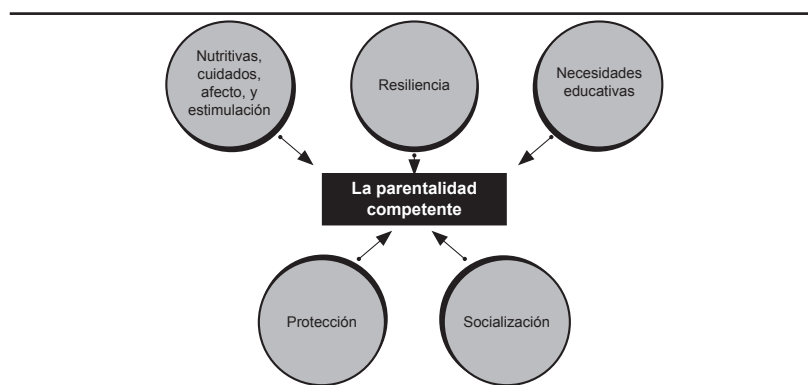 Nutritivas,
cuidados,
afecto, y
estimulación
Resiliencia
Necesidades
educativas
La parentalidad
competente
Protección
Socialización